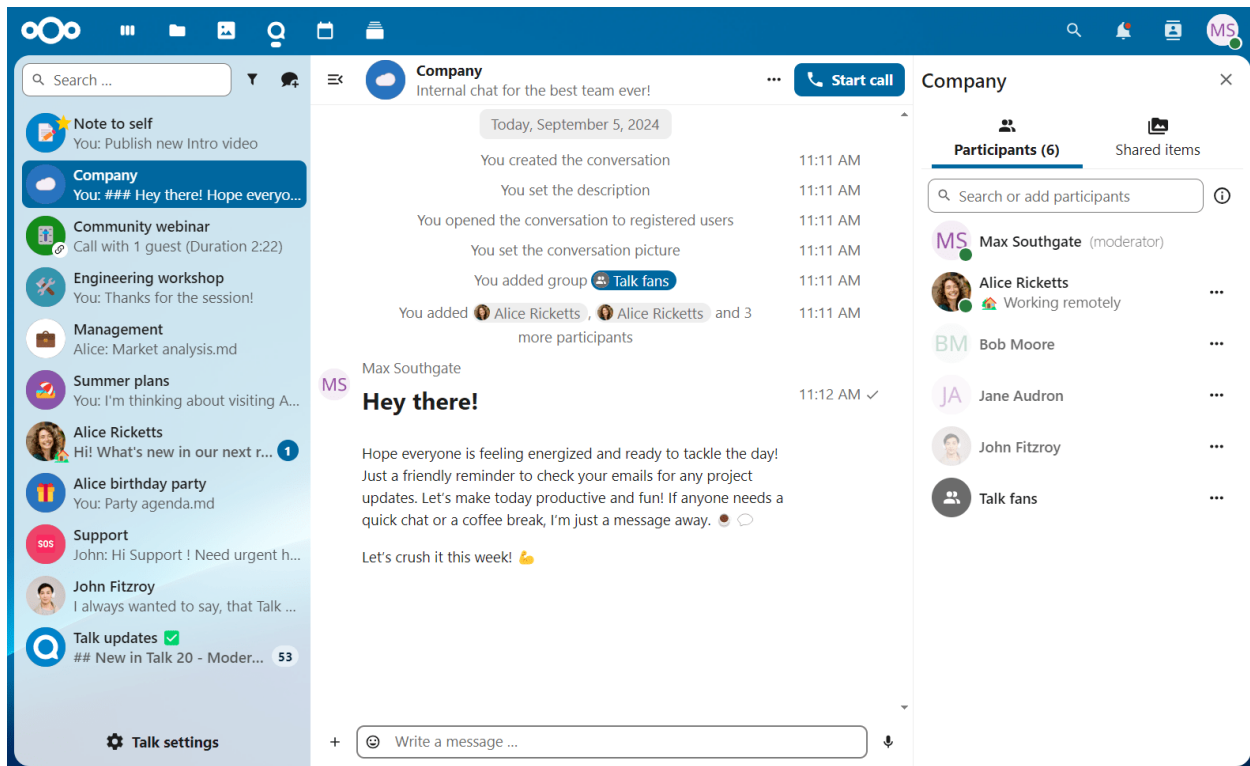 MS
Search ...
Note to self
You: Publish new Intro video
Company
You: ### Hey there! Hope everyo...
Community webinar
Call with 1 guest (Duration 2:22)
Engineering workshop
You: Thanks for the session!
Management
Alice: Market analysis.md
Summer plans
You: I'm thinking about visiting A...
Alice Ricketts
Hi! What's new in our next r... 1
Alice birthday party
You: Party agenda.md
SOS
Support
John: Hi Support ! Need urgent h...
John Fitzroy
I always wanted to say, that Talk ...
Talk updates ✅
## New in Talk 20 - Moder... 53
Talk settings
Company
Internal chat for the best team ever!
Start call
Today, September 5, 2024
You created the conversation 11:11 AM
You set the description 11:11 AM
You opened the conversation to registered users 11:11 AM
You set the conversation picture 11:11 AM
You added group Talk fans 11:11 AM
You added Alice Ricketts , Alice Ricketts and 3 11:11 AM
more participants
Max Southgate
MS
Hey there! 11:12 AM
Hope everyone is feeling energized and ready to tackle the day!
Just a friendly reminder to check your emails for any project
updates. Let's make today productive and fun! If anyone needs a
quick chat or a coffee break, I'm just a message away. ☕ 💬
Let's crush it this week! 💪
Write a message ...
Company
Participants (6) Shared items
Search or add participants
MS Max Southgate (moderator)
Alice Ricketts
🏡 Working remotely
BM Bob Moore
JA Jane Audron
John Fitzroy
Talk fans